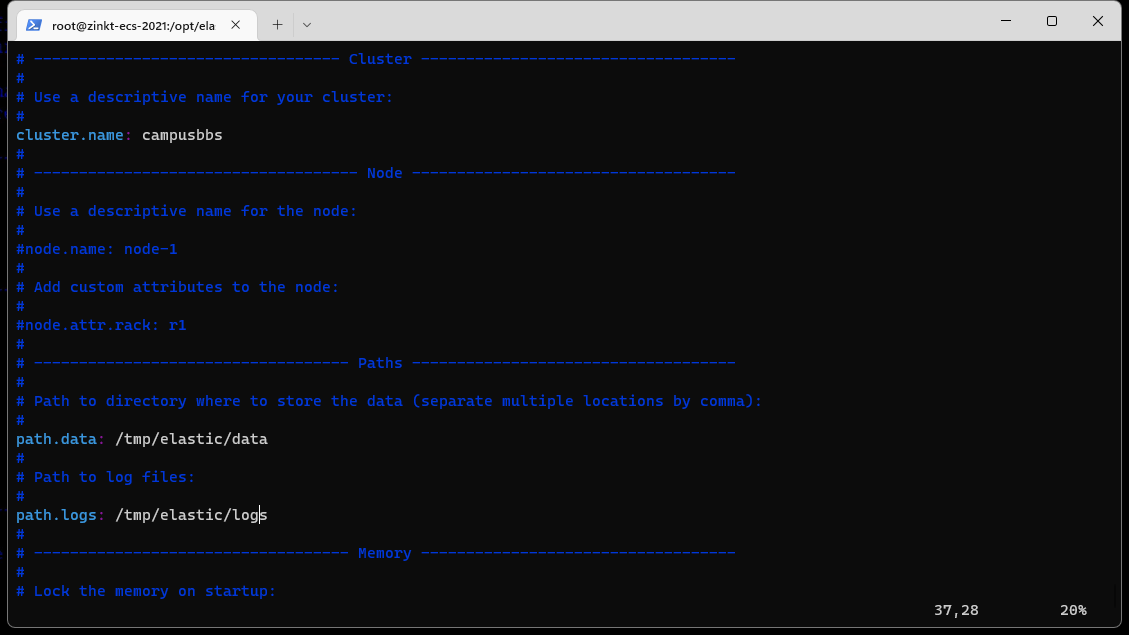 root@zinkt-ecs-2021:/opt/ela
# ---------------------------------- Cluster -----------------------------------
#
# Use a descriptive name for your cluster:
#
cluster.name: campusbbs
#
# ------------------------------------ Node ------------------------------------
#
# Use a descriptive name for the node:
#
#node.name: node-1
#
# Add custom attributes to the node:
#
#node.attr.rack: r1
#
# ----------------------------------- Paths ------------------------------------
#
# Path to directory where to store the data (separate multiple locations by comma):
#
path.data: /tmp/elastic/data
#
# Path to log files:
#
path.logs: /tmp/elastic/logs
#
# ----------------------------------- Memory -----------------------------------
#
# Lock the memory on startup:
37,28 20%